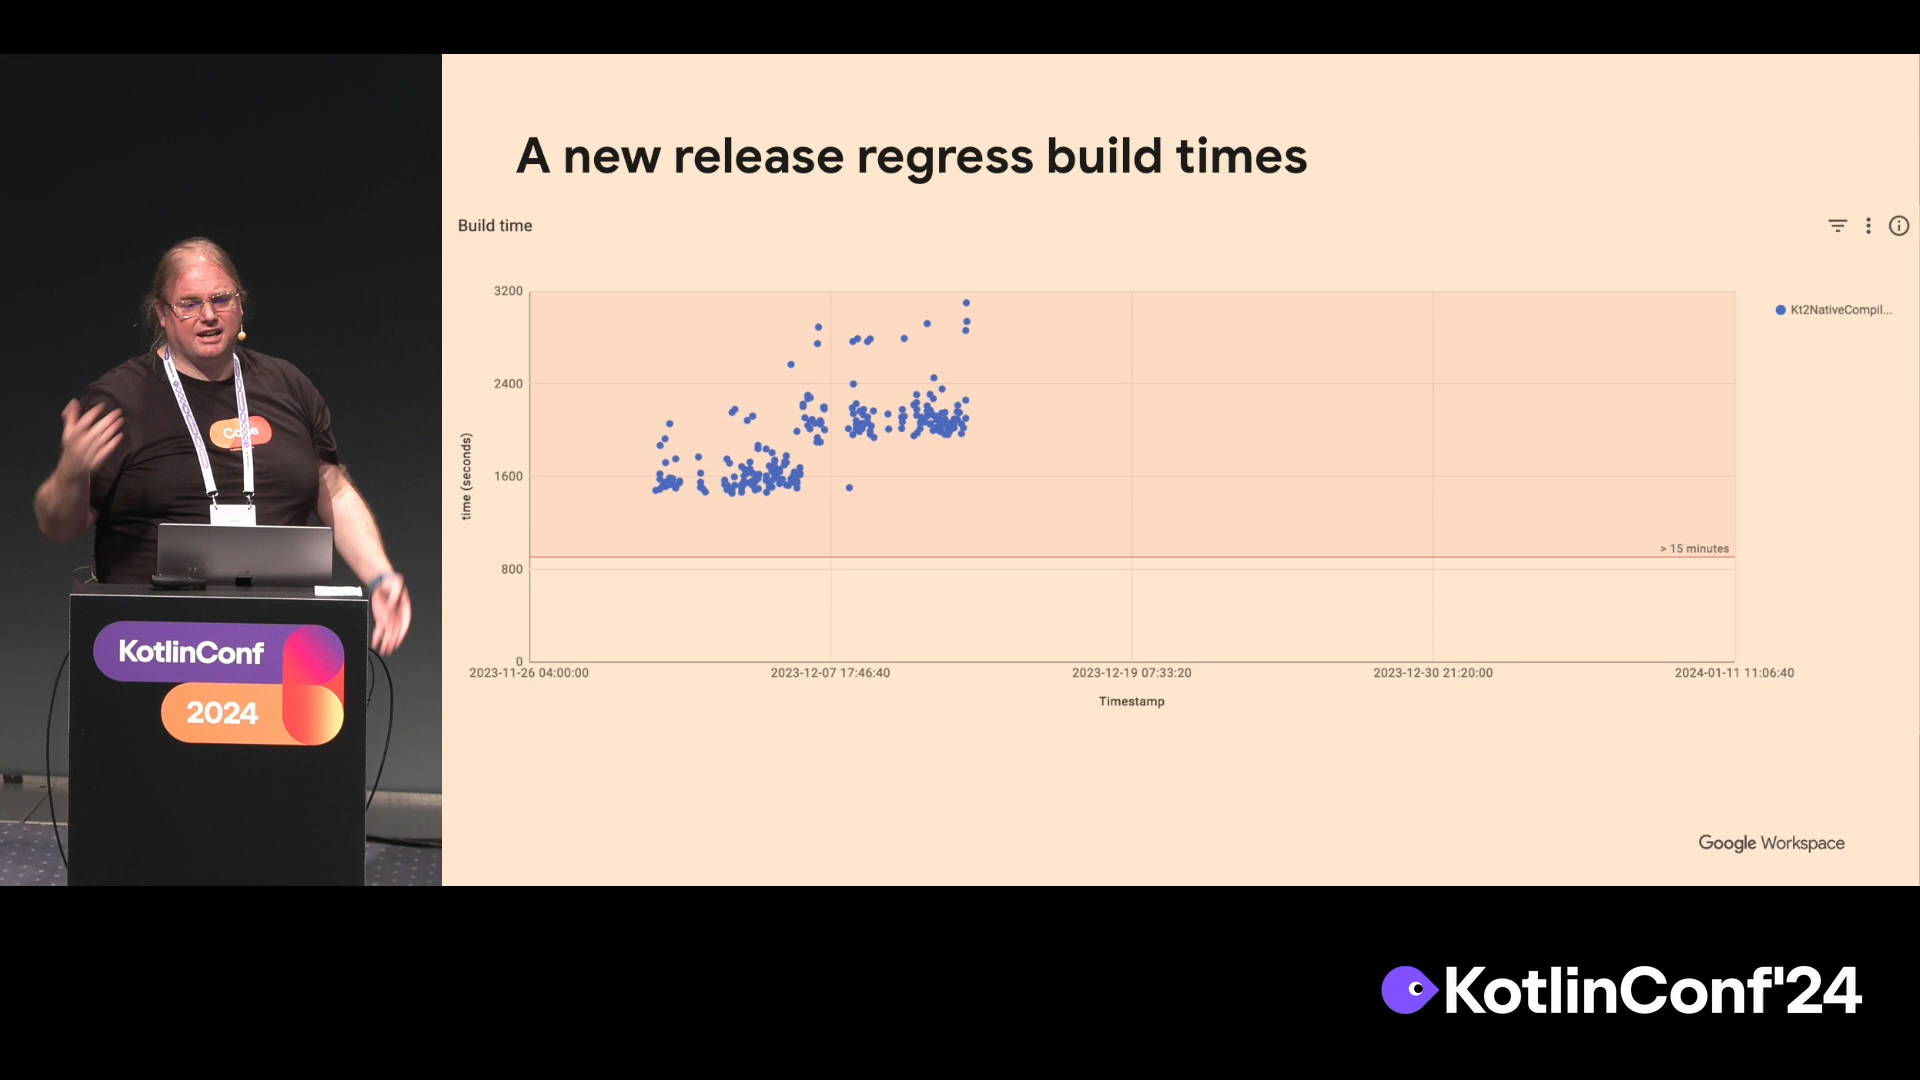 A new release regress build times
Build time
3200
2400
1600
800
0
time (seconds)
> 15 minutes
Kt2NativeCompil...
2023-11-26 04:00:00
2023-12-07 17:46:40
2023-12-19 07:33:20
2023-12-30 21:20:00
2024-01-11 11:06:40
Timestamp
Google Workspace
KotlinConf
2024
KotlinConf'24